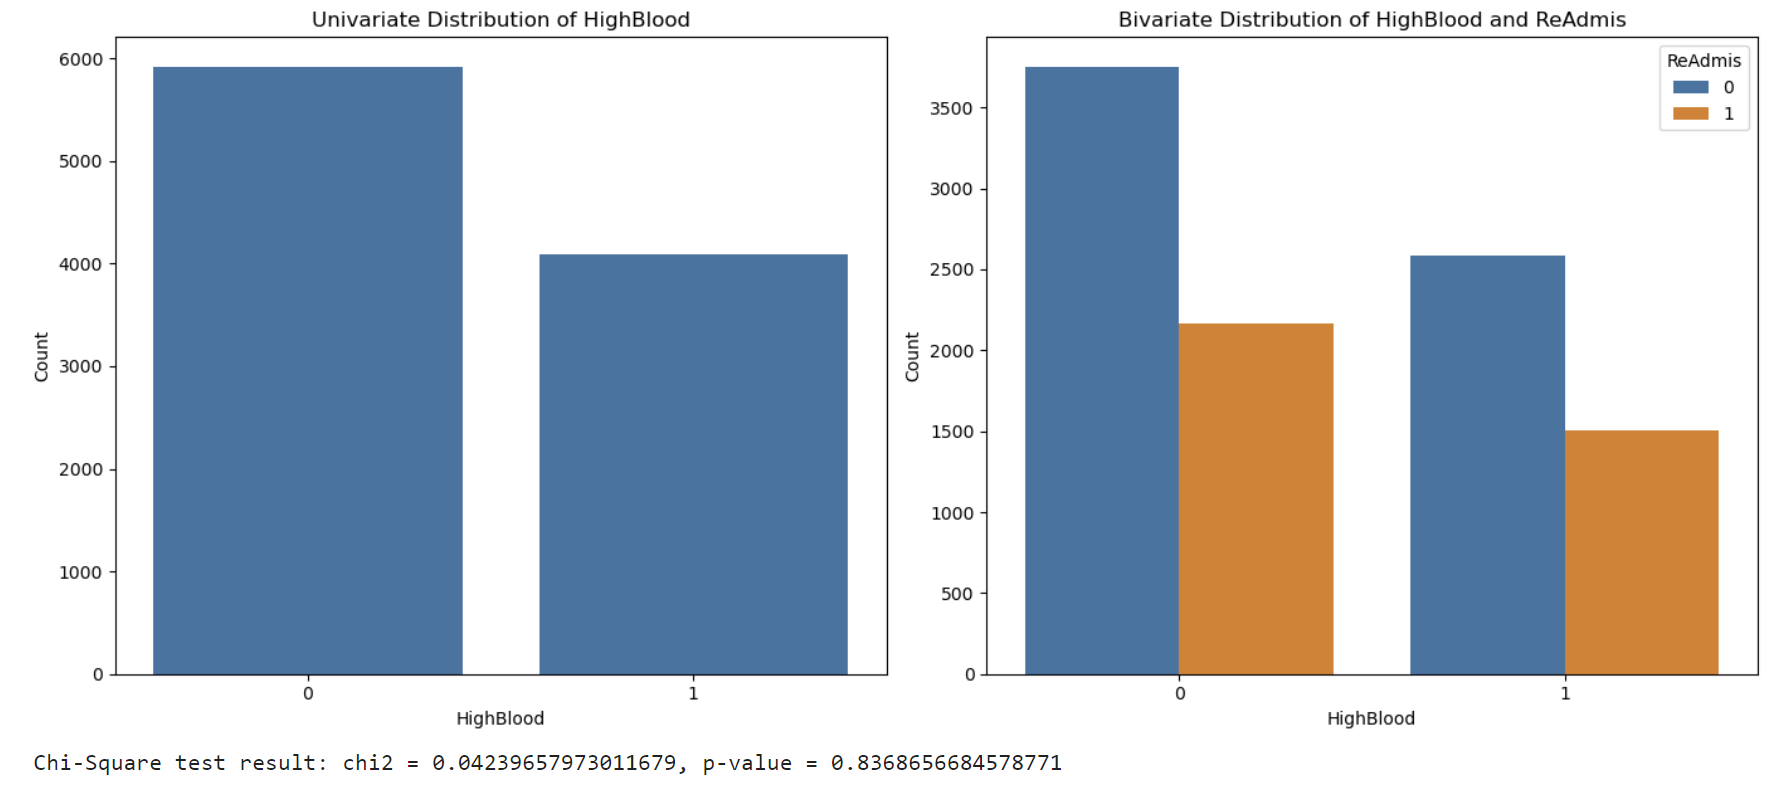 Univariate Distribution of HighBlood
6000
5000
4000
3000
2000
1000
0
Count
0 1
HighBlood
Bivariate Distribution of HighBlood and ReAdmis
ReAdmis
0
1
3500
3000
2500
2000
1500
1000
500
0
Count
0 1
HighBlood
Chi-Square test result: chi2 = 0.04239657973011679, p-value = 0.8368656684578771